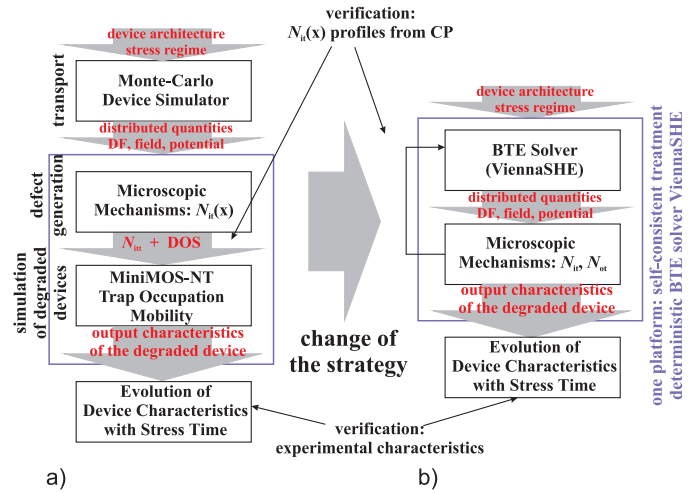 verification:
N_it(x) profiles from CP
device architecture
stress regime
transport
Monte-Carlo
Device Simulator
distributed quantities
DF, field, potential
defect
generation
Microscopic
Mechanisms: N_it(x)
N_itt + DOS
simulation
of degraded
devices
MiniMOS-NT
Trap Occupation
Mobility
output characteristics
of the degraded device
Evolution of
Device Characteristics
with Stress Time
change of
the strategy
device architecture
stress regime
BTE Solver
(ViennaSHE)
distributed quantities
DF, field, potential
Microscopic
Mechanisms: N_it, N_ot
output characteristics
of the degraded device
Evolution of
Device Characteristics
with Stress Time
one platform: self-consistent treatment
deterministic BTE solver ViennaSHE
verification:
experimental characteristics
a)
b)